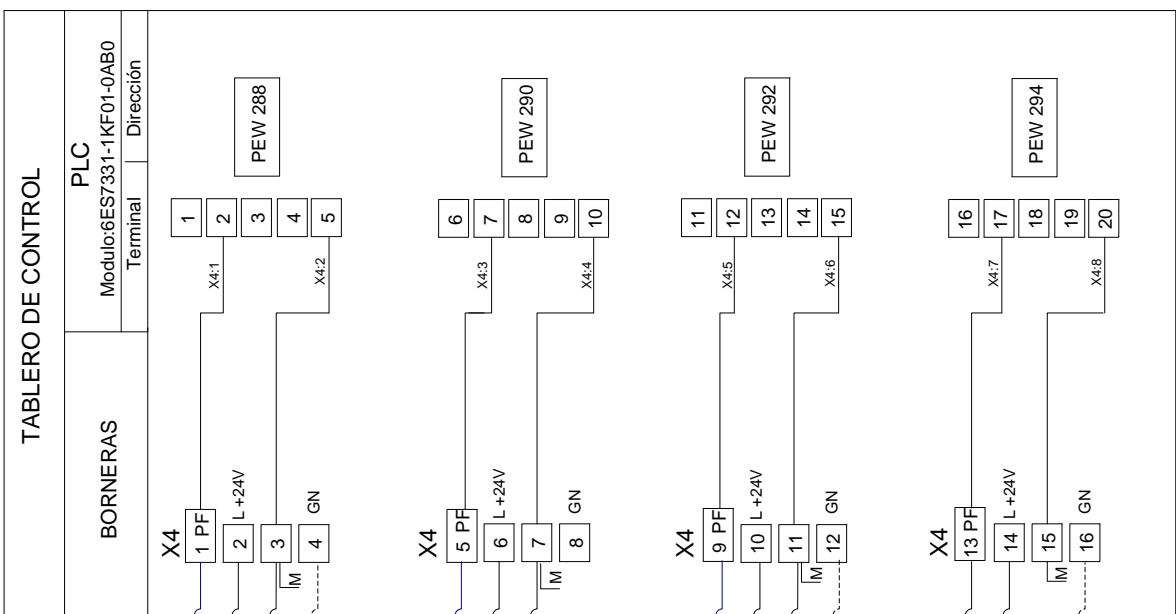 TABLERO DE CONTROL
PLC
Modulo:6ES7331-1KF01-0AB0
Terminal
Dirección
BORNERAS
PEW 288
1
2
3
4
5
X4:1
X4:2
X4
1 PF
2
L +24V
3
M
4
GN
PEW 290
6
7
8
9
10
X4:3
X4:4
X4
5 PF
6
L +24V
7
M
8
GN
PEW 292
11
12
13
14
15
X4:5
X4:6
X4
9 PF
10
L +24V
11
M
12
GN
PEW 294
16
17
18
19
20
X4:7
X4:8
X4
13 PF
14
L +24V
15
M
16
GN